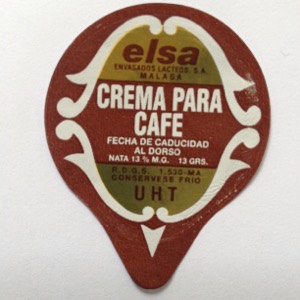 elsa
ENVASADOS LACTEOS, S.A.
MALAGA
CREMA PARA
CAFE
FECHA DE CADUCIDAD
AL DORSO
NATA 13 % M.G. 13 GRS.
R.D.G.S. 1.530-MA
CONSERVESE FRIO
UHT